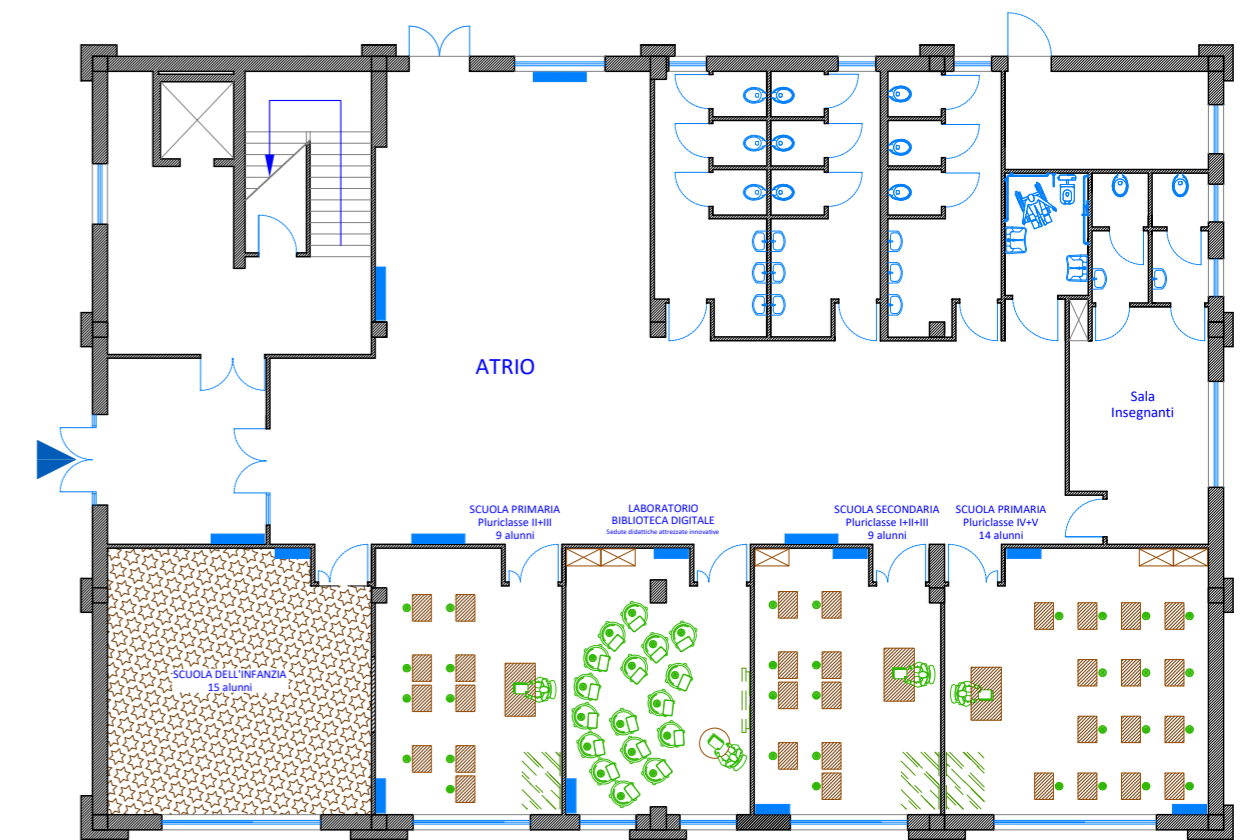 ATRIO
Sala
Insegnanti
SCUOLA PRIMARIA
Pluriclasse II+III
9 alunni
LABORATORIO
BIBLIOTECA DIGITALE
Sedute didattiche attrezzate innovative
SCUOLA SECONDARIA
Pluriclasse I+II+III
9 alunni
SCUOLA PRIMARIA
Pluriclasse IV+V
14 alunni
SCUOLA DELL'INFANZIA
15 alunni